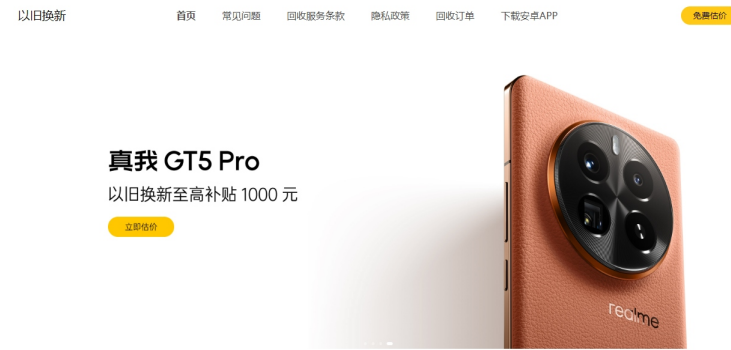 以旧换新
首页
常见问题
回收服务条款
隐私政策
回收订单
下载安卓APP
免费估价
真我 GT5 Pro
以旧换新至高补贴 1000 元
立即估价
realme